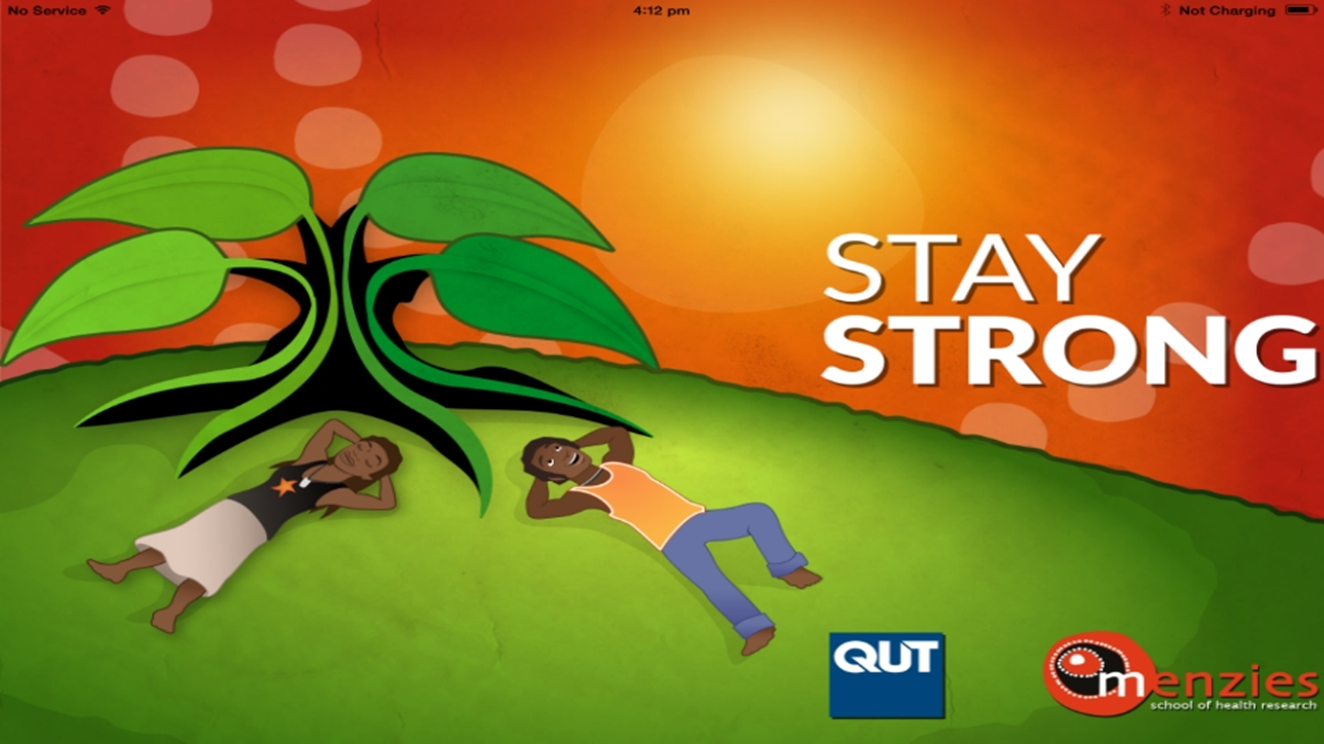 No Service
4:12 pm
Not Charging
STAY
STRONG
QUT
menzies
school of health research